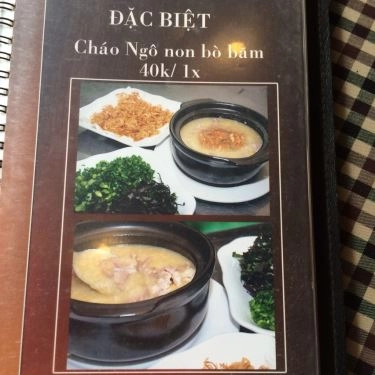 ĐẶC BIỆT
Cháo Ngô non bò băm
40k/ 1x